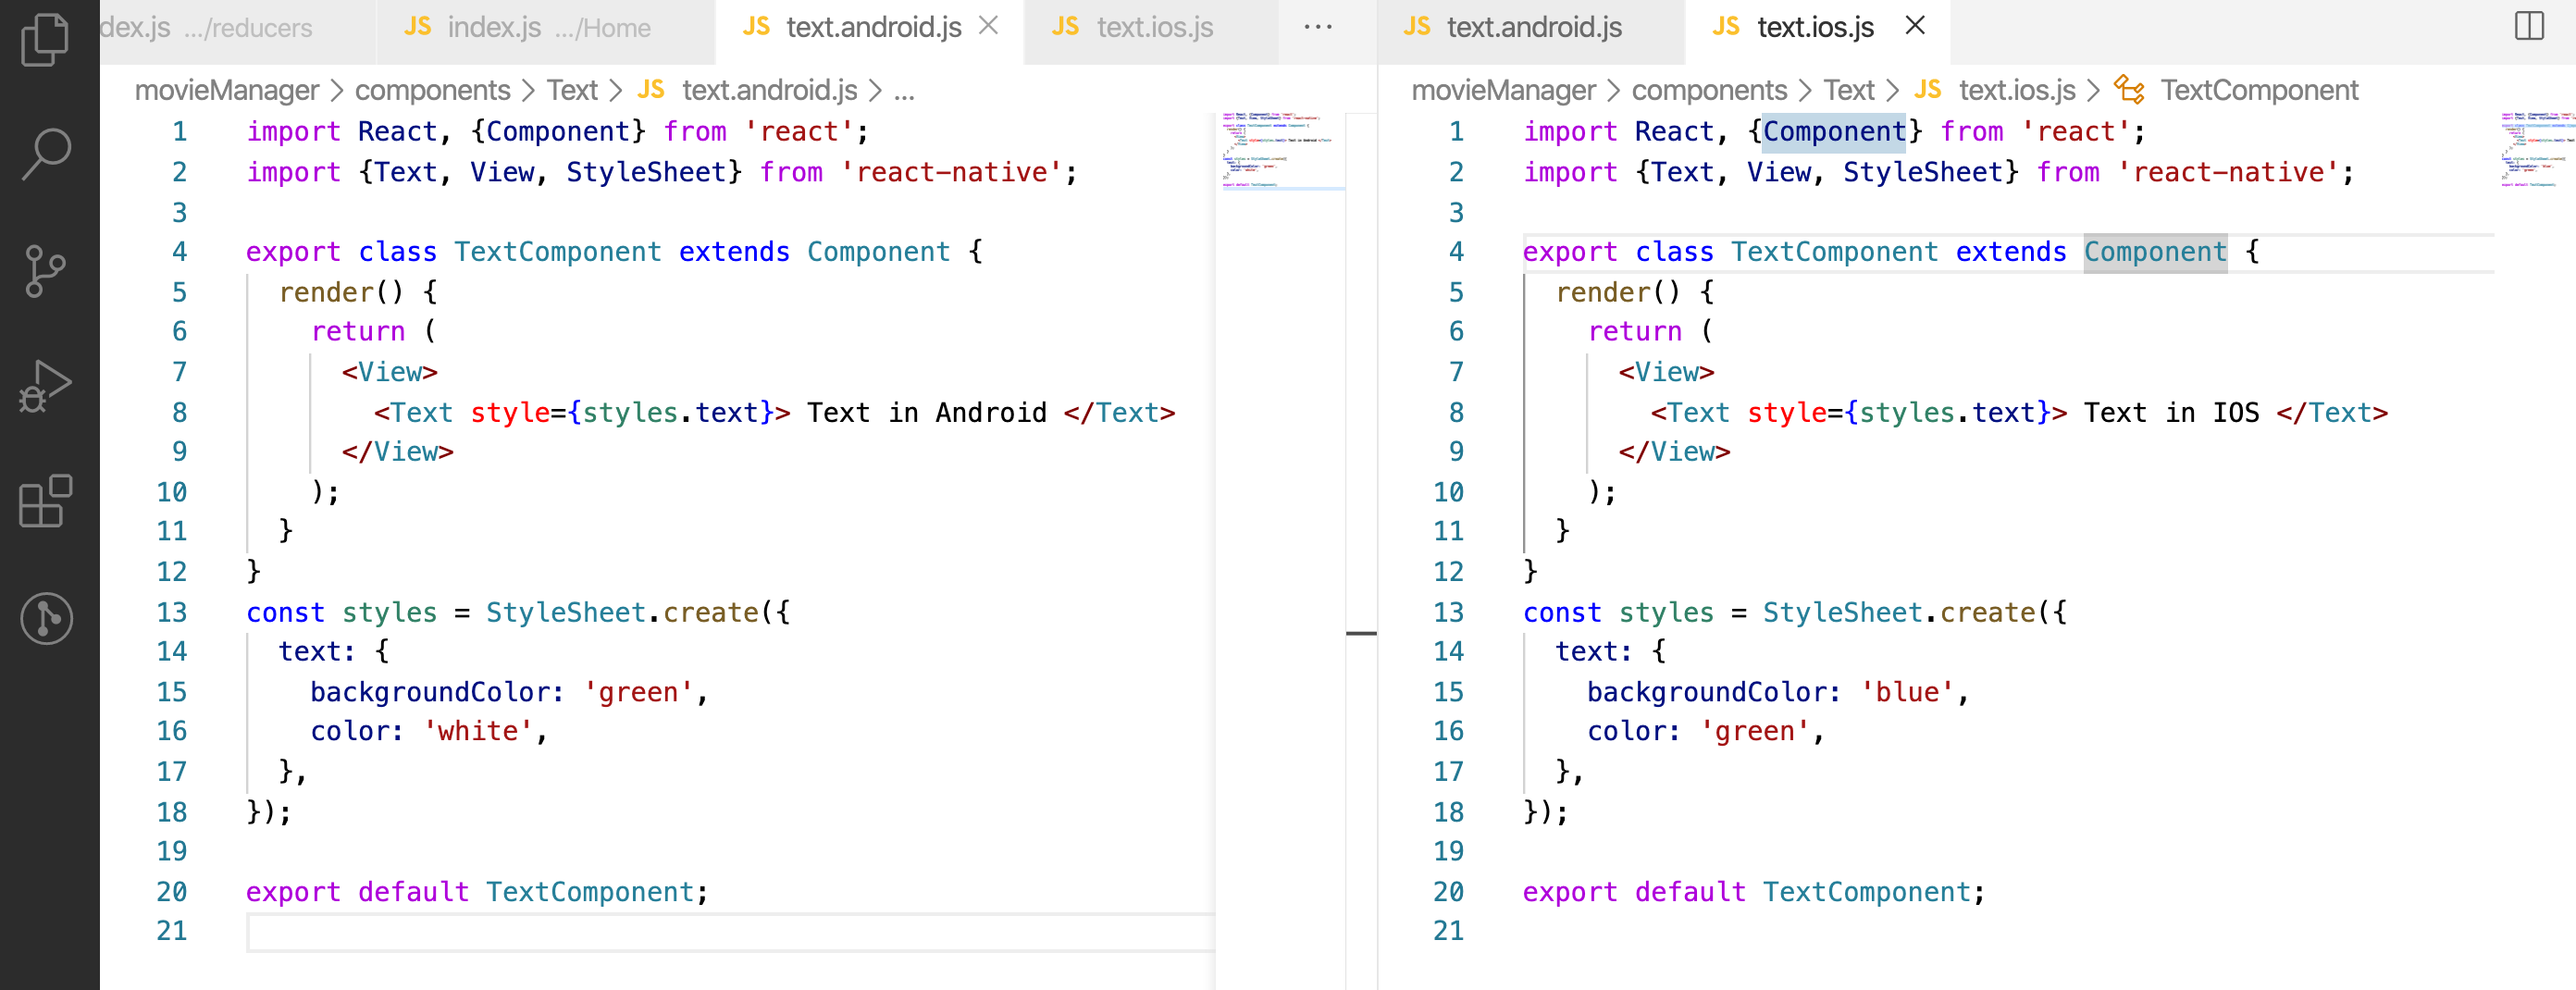 dex.js .../reducers
JS index.js .../Home
JS text.android.js
JS text.ios.js
...
movieManager > components > Text > JS text.android.js > ...
1 import React, {Component} from 'react';
2 import {Text, View, StyleSheet} from 'react-native';
3
4 export class TextComponent extends Component {
5 render() {
6 return (
7 <View>
8 <Text style={styles.text}> Text in Android </Text>
9 </View>
10 );
11 }
12 }
13 const styles = StyleSheet.create({
14 text: {
15 backgroundColor: 'green',
16 color: 'white',
17 },
18 });
19
20 export default TextComponent;
21
JS text.android.js
JS text.ios.js
movieManager > components > Text > JS text.ios.js > TextComponent
1 import React, {Component} from 'react';
2 import {Text, View, StyleSheet} from 'react-native';
3
4 export class TextComponent extends Component {
5 render() {
6 return (
7 <View>
8 <Text style={styles.text}> Text in IOS </Text>
9 </View>
10 );
11 }
12 }
13 const styles = StyleSheet.create({
14 text: {
15 backgroundColor: 'blue',
16 color: 'green',
17 },
18 });
19
20 export default TextComponent;
21